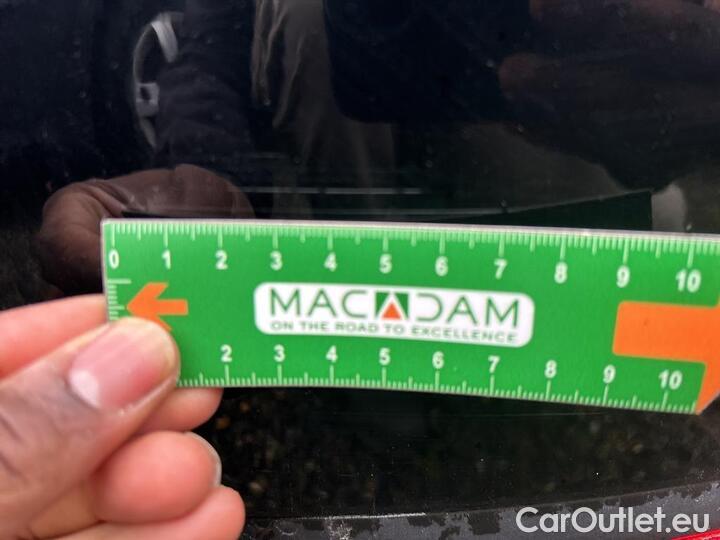 0 1 2 3 4 5 6 7 8 9 10
MACADAM
ON THE ROAD TO EXCELLENCE
2 3 4 5 6 7 8 9 10
CarOutlet.eu